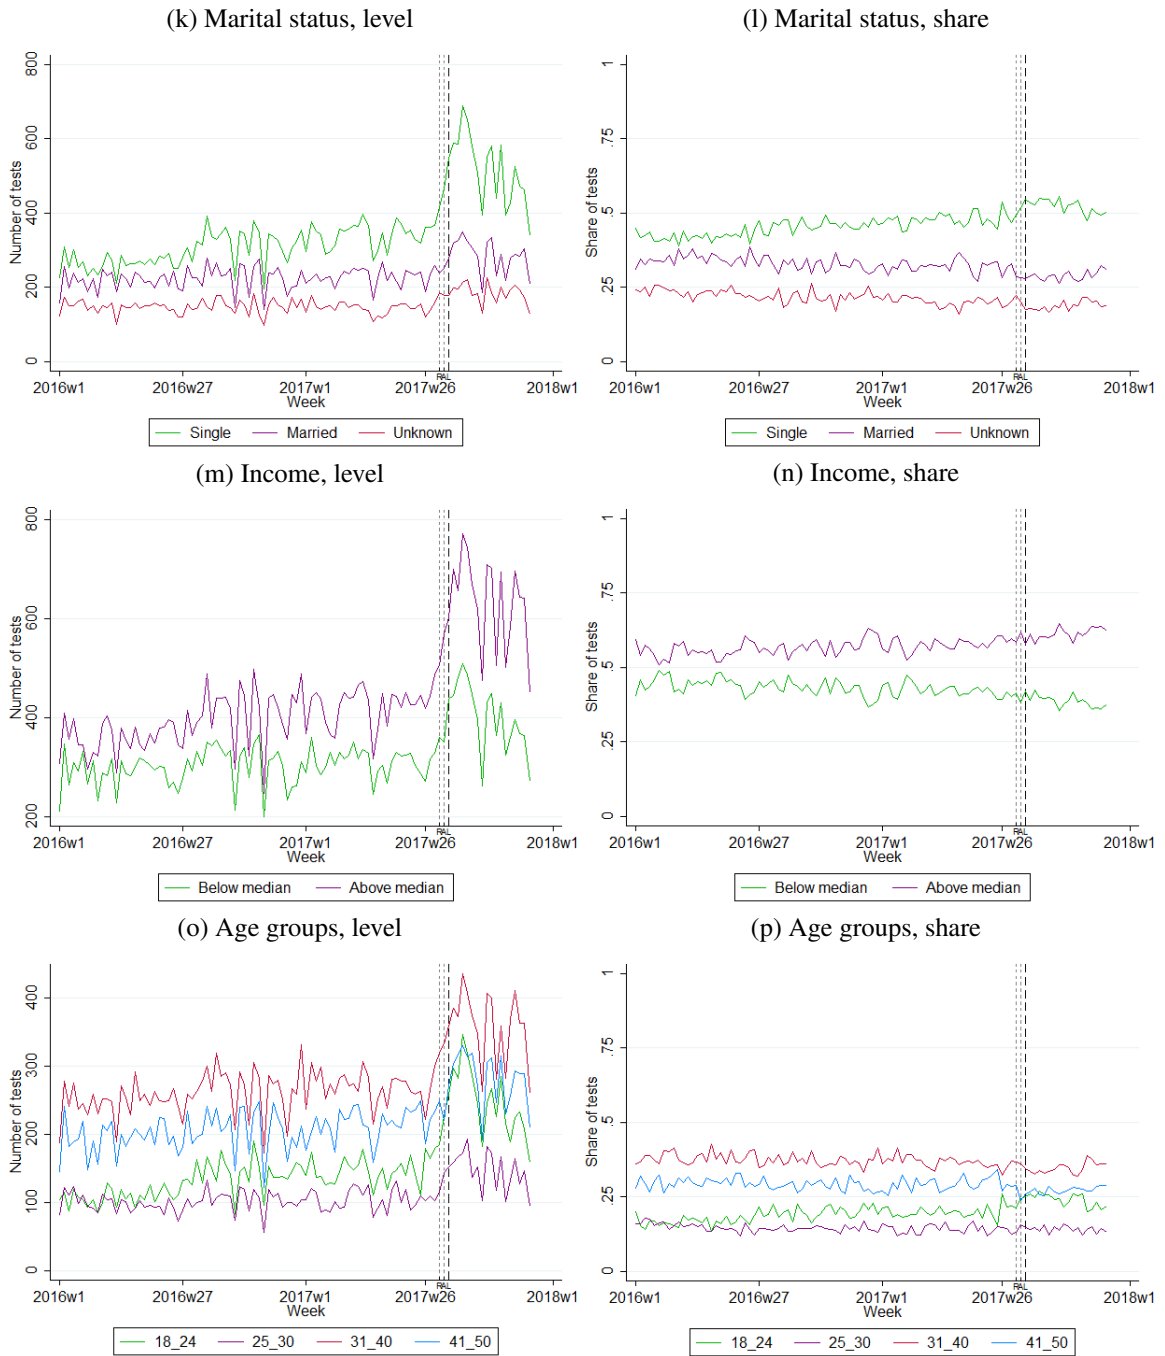 (k) Marital status, level
(l) Marital status, share
Number of tests
800
600
400
200
0
2016w1 2016w27 2017w1 2017w26 2018w1
RAL
Week
Single Married Unknown
Share of tests
1
.75
.5
.25
0
2016w1 2016w27 2017w1 2017w26 2018w1
RAL
Week
Single Married Unknown
(m) Income, level
(n) Income, share
Number of tests
800
600
400
200
2016w1 2016w27 2017w1 2017w26 2018w1
RAL
Week
Below median Above median
Share of tests
1
.75
.5
.25
0
2016w1 2016w27 2017w1 2017w26 2018w1
RAL
Week
Below median Above median
(o) Age groups, level
(p) Age groups, share
Number of tests
400
300
200
100
0
2016w1 2016w27 2017w1 2017w26 2018w1
RAL
Week
18_24 25_30 31_40 41_50
Share of tests
1
.75
.5
.25
0
2016w1 2016w27 2017w1 2017w26 2018w1
RAL
Week
18_24 25_30 31_40 41_50